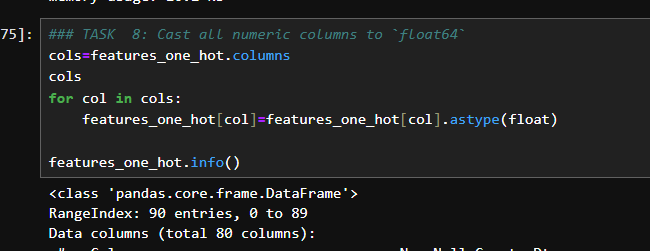 75]:
### TASK  8: Cast all numeric columns to `float64`
cols=features_one_hot.columns
cols
for col in cols:
    features_one_hot[col]=features_one_hot[col].astype(float)
features_one_hot.info()
<class 'pandas.core.frame.DataFrame'>
RangeIndex: 90 entries, 0 to 89
Data columns (total 80 columns):